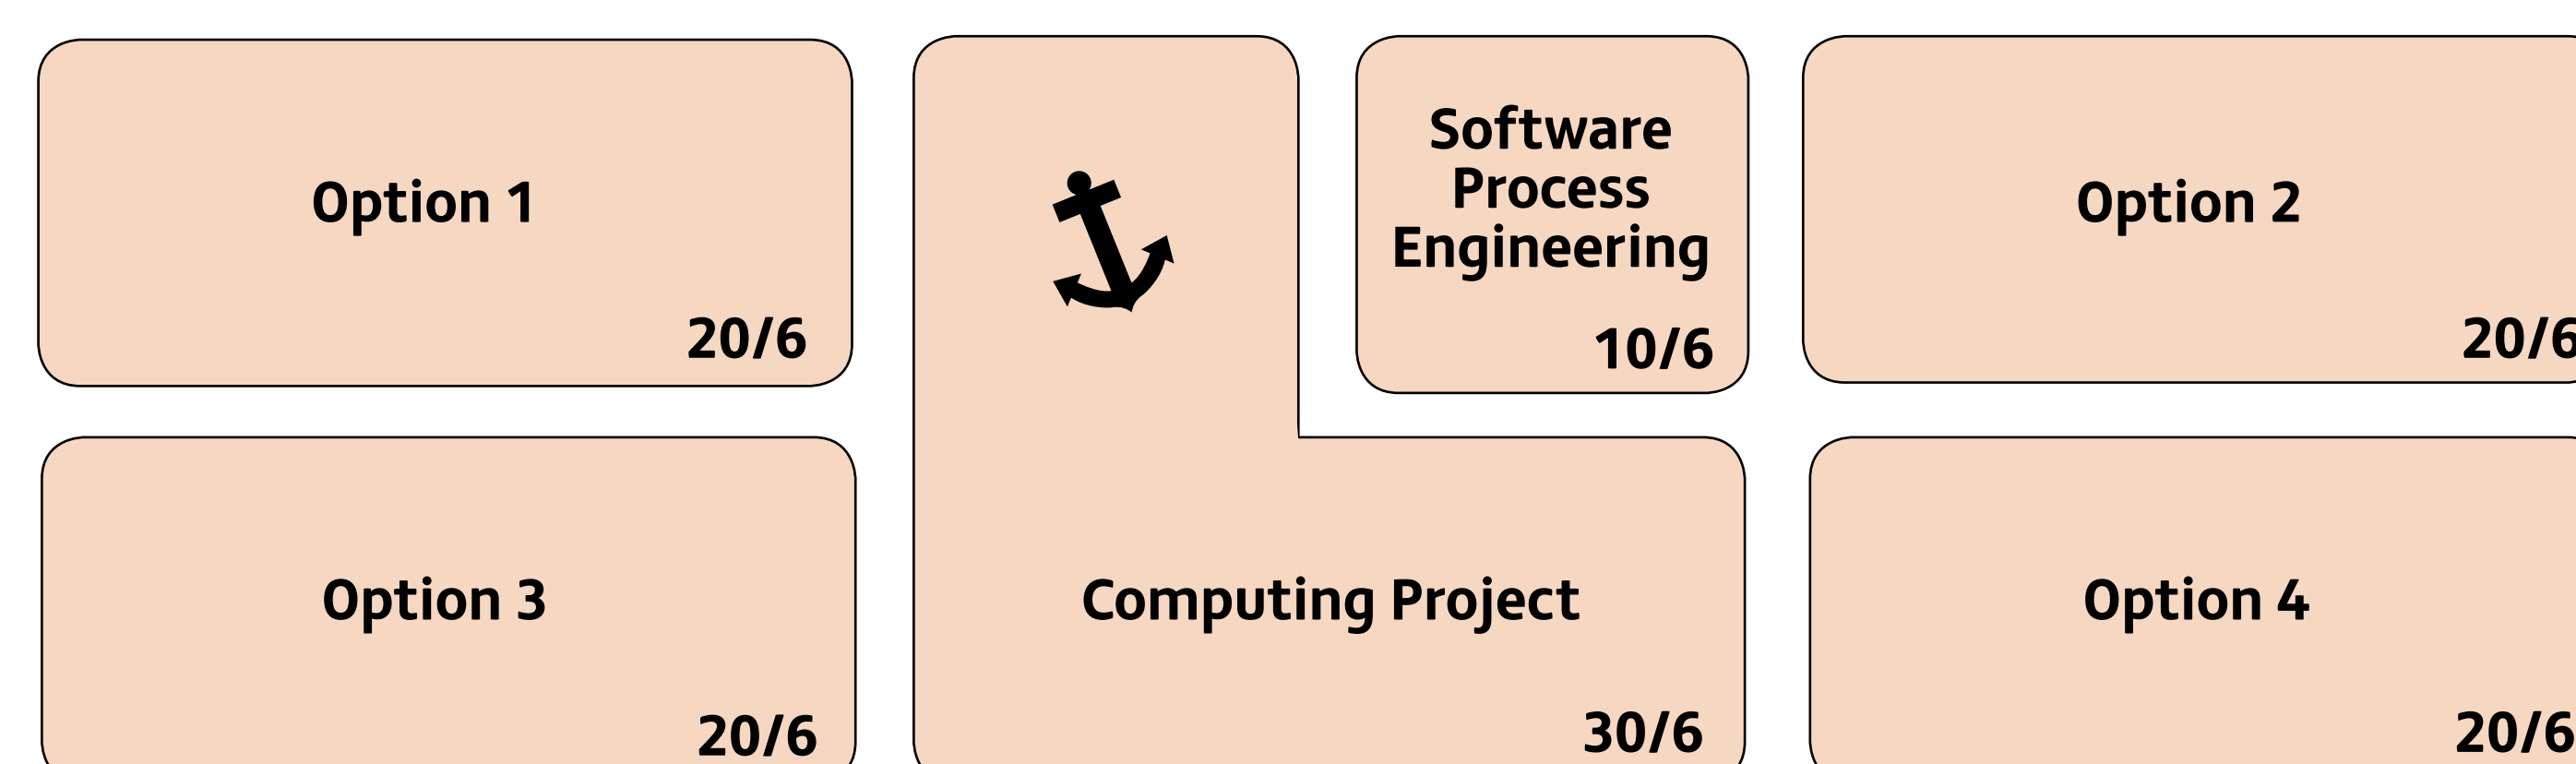 Option 1
20/6
Software
Process
Engineering
10/6
Option 2
20/6
Option 3
20/6
Computing Project
30/6
Option 4
20/6